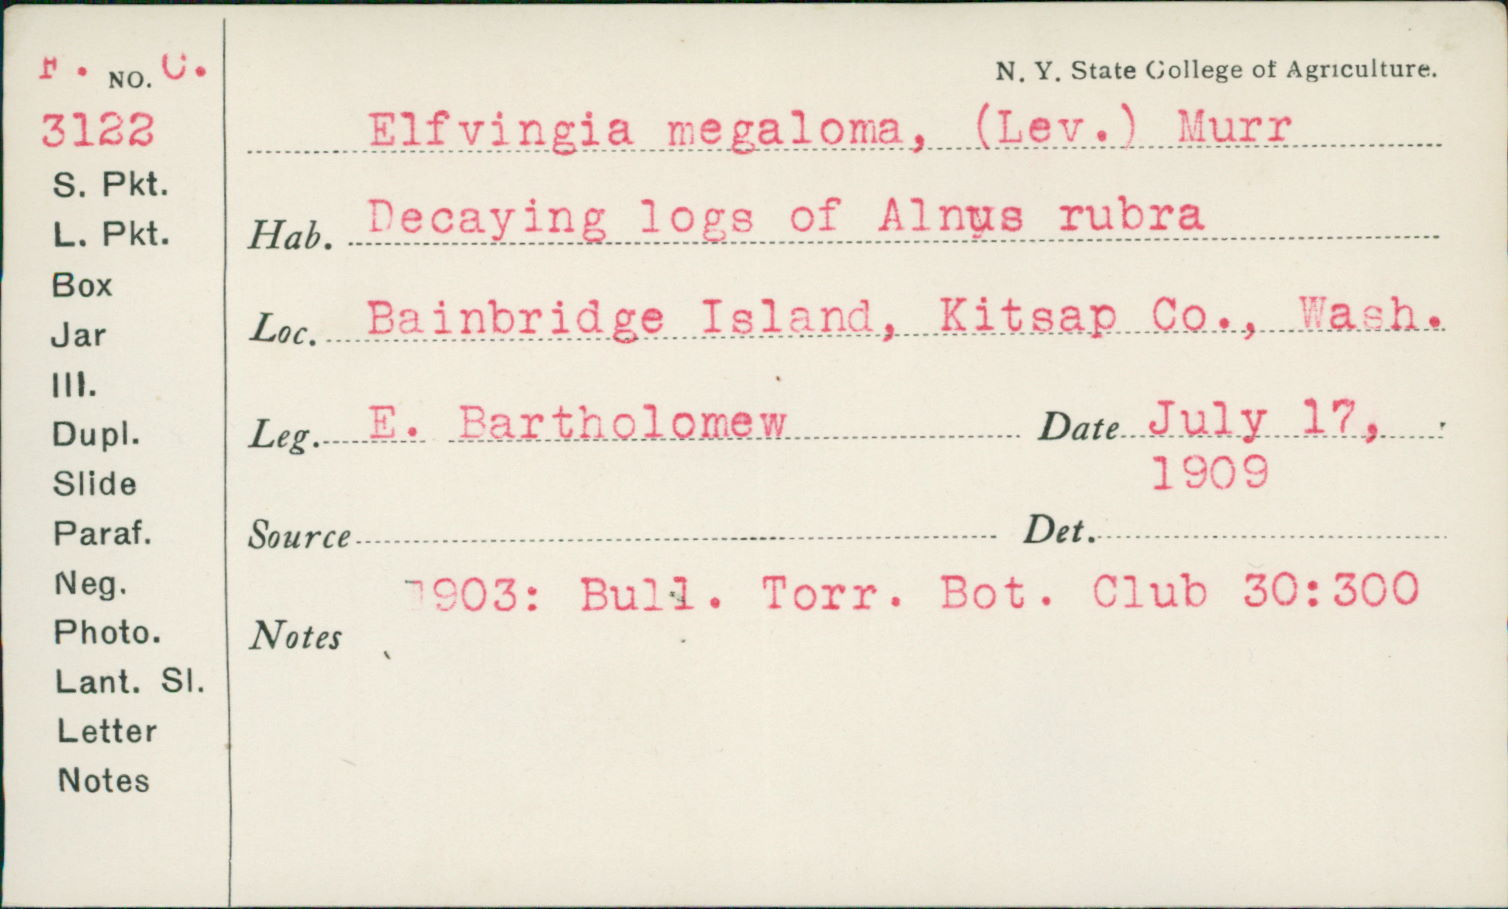 F. NO. C.
3122
S. Pkt.
L. Pkt.
Box
Jar
Ill.
Dupl.
Slide
Paraf.
Neg.
Photo.
Lant. Sl.
Letter
Notes
N. Y. State College of Agriculture.
Elfvingia megaloma, (Lev.) Murr
Hab. Decaying logs of Alnus rubra
Loc. Bainbridge Island, Kitsap Co., Wash.
Leg. E. Bartholomew Date July 17,
1909
Source Det.
1903: Bull. Torr. Bot. Club 30:300
Notes